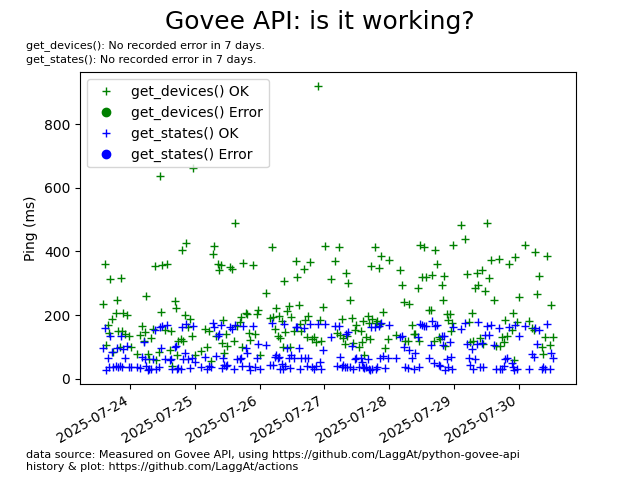 Govee API: is it working?
get_devices(): No recorded error in 7 days.
get_states(): No recorded error in 7 days.
get_devices() OK
get_devices() Error
get_states() OK
get_states() Error
Ping (ms)
800
600
400
200
0
2025-07-24
2025-07-25
2025-07-26
2025-07-27
2025-07-28
2025-07-29
2025-07-30
data source: Measured on Govee API, using https://github.com/LaggAt/python-govee-api
history & plot: https://github.com/LaggAt/actions